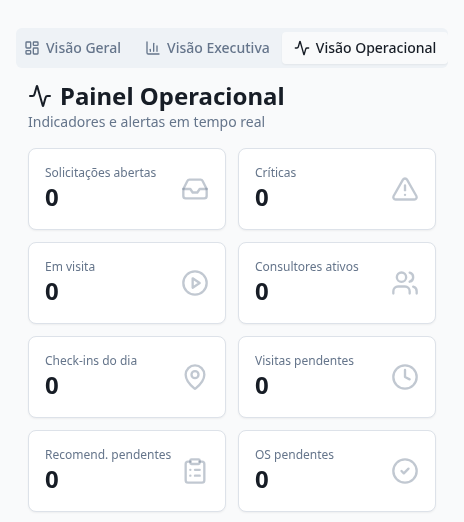 Visão Geral Visão Executiva Visão Operacional
Painel Operacional
Indicadores e alertas em tempo real
Solicitações abertas
0
Críticas
0
Em visita
0
Consultores ativos
0
Check-ins do dia
0
Visitas pendentes
0
Recomend. pendentes
0
OS pendentes
0